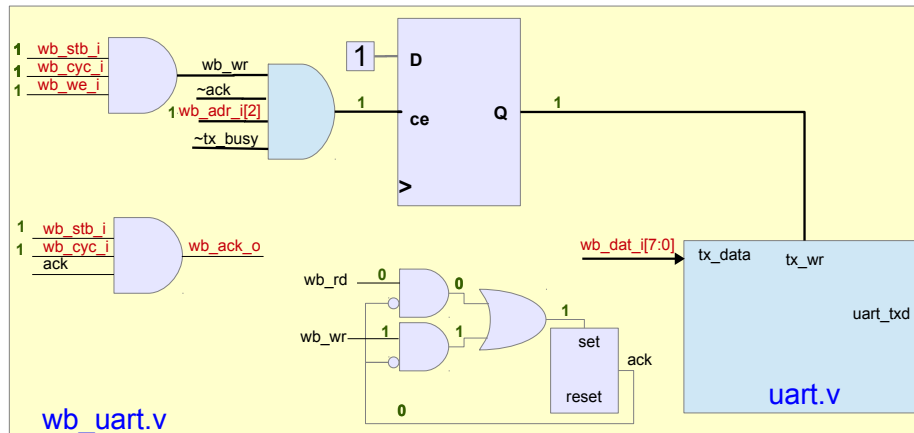 1 wb_stb_i
1 wb_cyc_i
1 wb_we_i
wb_wr
~ack
1 wb_adr_i[2]
~tx_busy
1
1
D
ce
Q
>
1
1 wb_stb_i
1 wb_cyc_i
ack
wb_ack_o
wb_rd
0
0
wb_wr
1
1
1
set
reset
ack
0
wb_dat_i[7:0]
tx_data
tx_wr
uart_txd
uart.v
wb_uart.v